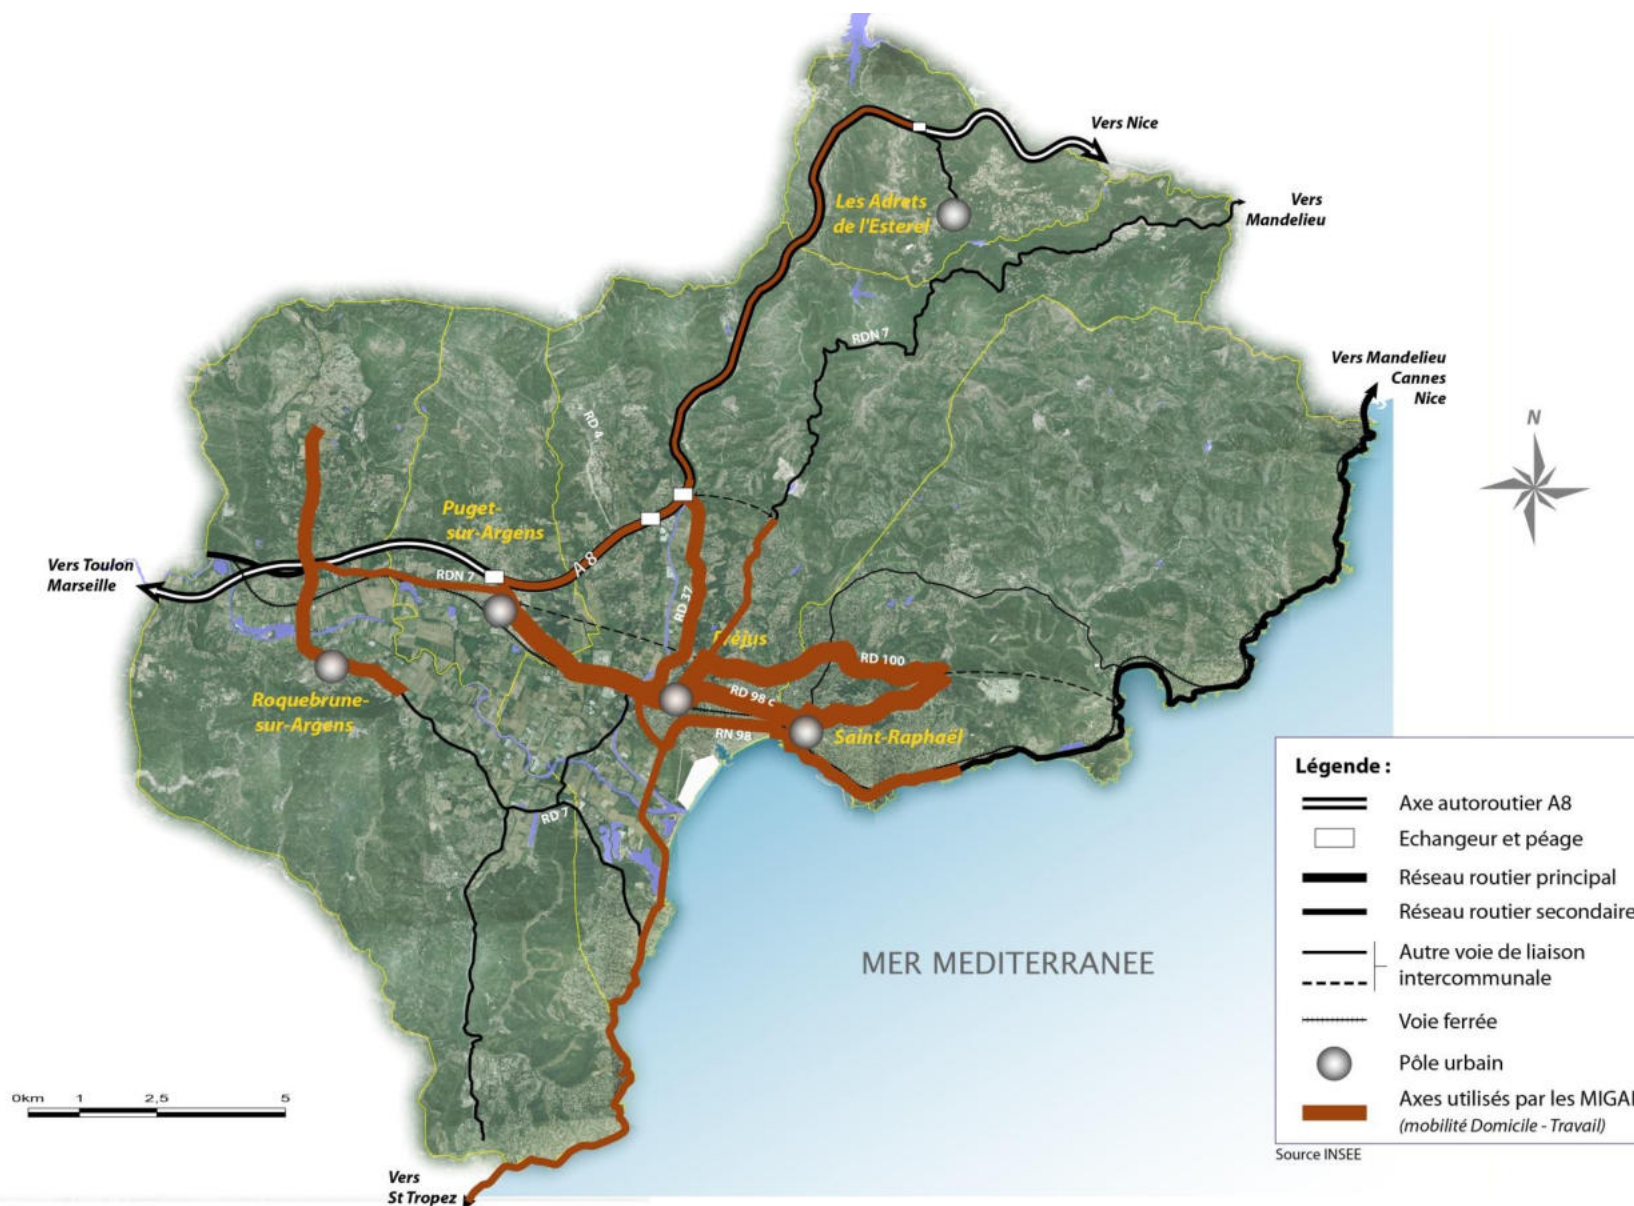 Vers Nice
Vers
Mandelieu
Les Adrets
de l'Esterel
RDN 7
Vers Mandelieu
Cannes
Nice
N
RD 4
Puget-
sur-Argens
A 8
Vers Toulon
Marseille
RDN 7
RD 37
Fréjus
RD 100
RD 98 c
Roquebrune-
sur-Argens
RN 98
Saint-Raphaël
RD 7
MER MEDITERRANEE
Légende :
Axe autoroutier A8
Echangeur et péage
Réseau routier principal
Réseau routier secondaire
Autre voie de liaison
intercommunale
Voie ferrée
Pôle urbain
Axes utilisés par les MIGAL
(mobilité Domicile - Travail)
Source INSEE
0km 1 2,5 5
Vers
St Tropez